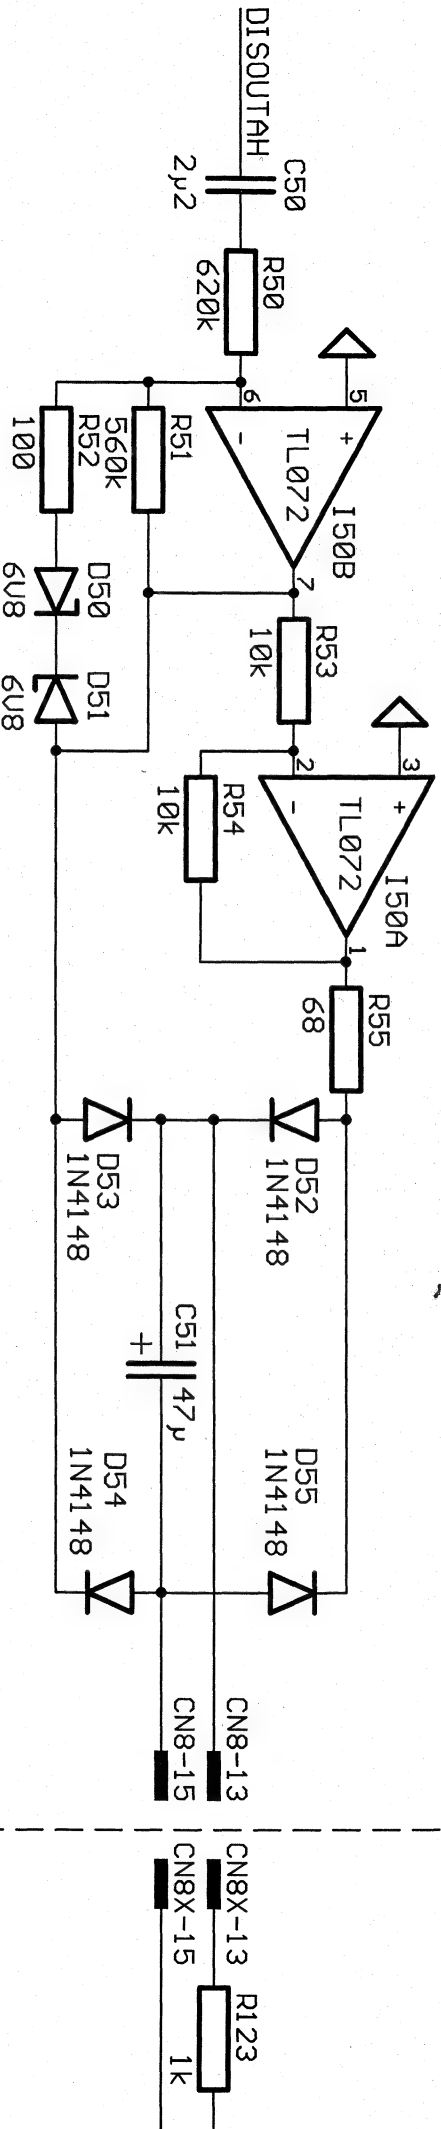 DISOUTAH
C50
2µ2
R50
620k
5
+
6
-
TL072
I50B
7
R51
560k
R52
100
D50
6V8
D51
6V8
R53
10k
3
+
2
-
TL072
I50A
1
R54
10k
R55
68
D52
1N4148
D53
1N4148
C51
+
47µ
D55
1N4148
D54
1N4148
CN8-13
CN8-15
CN8X-13
CN8X-15
R123
1k